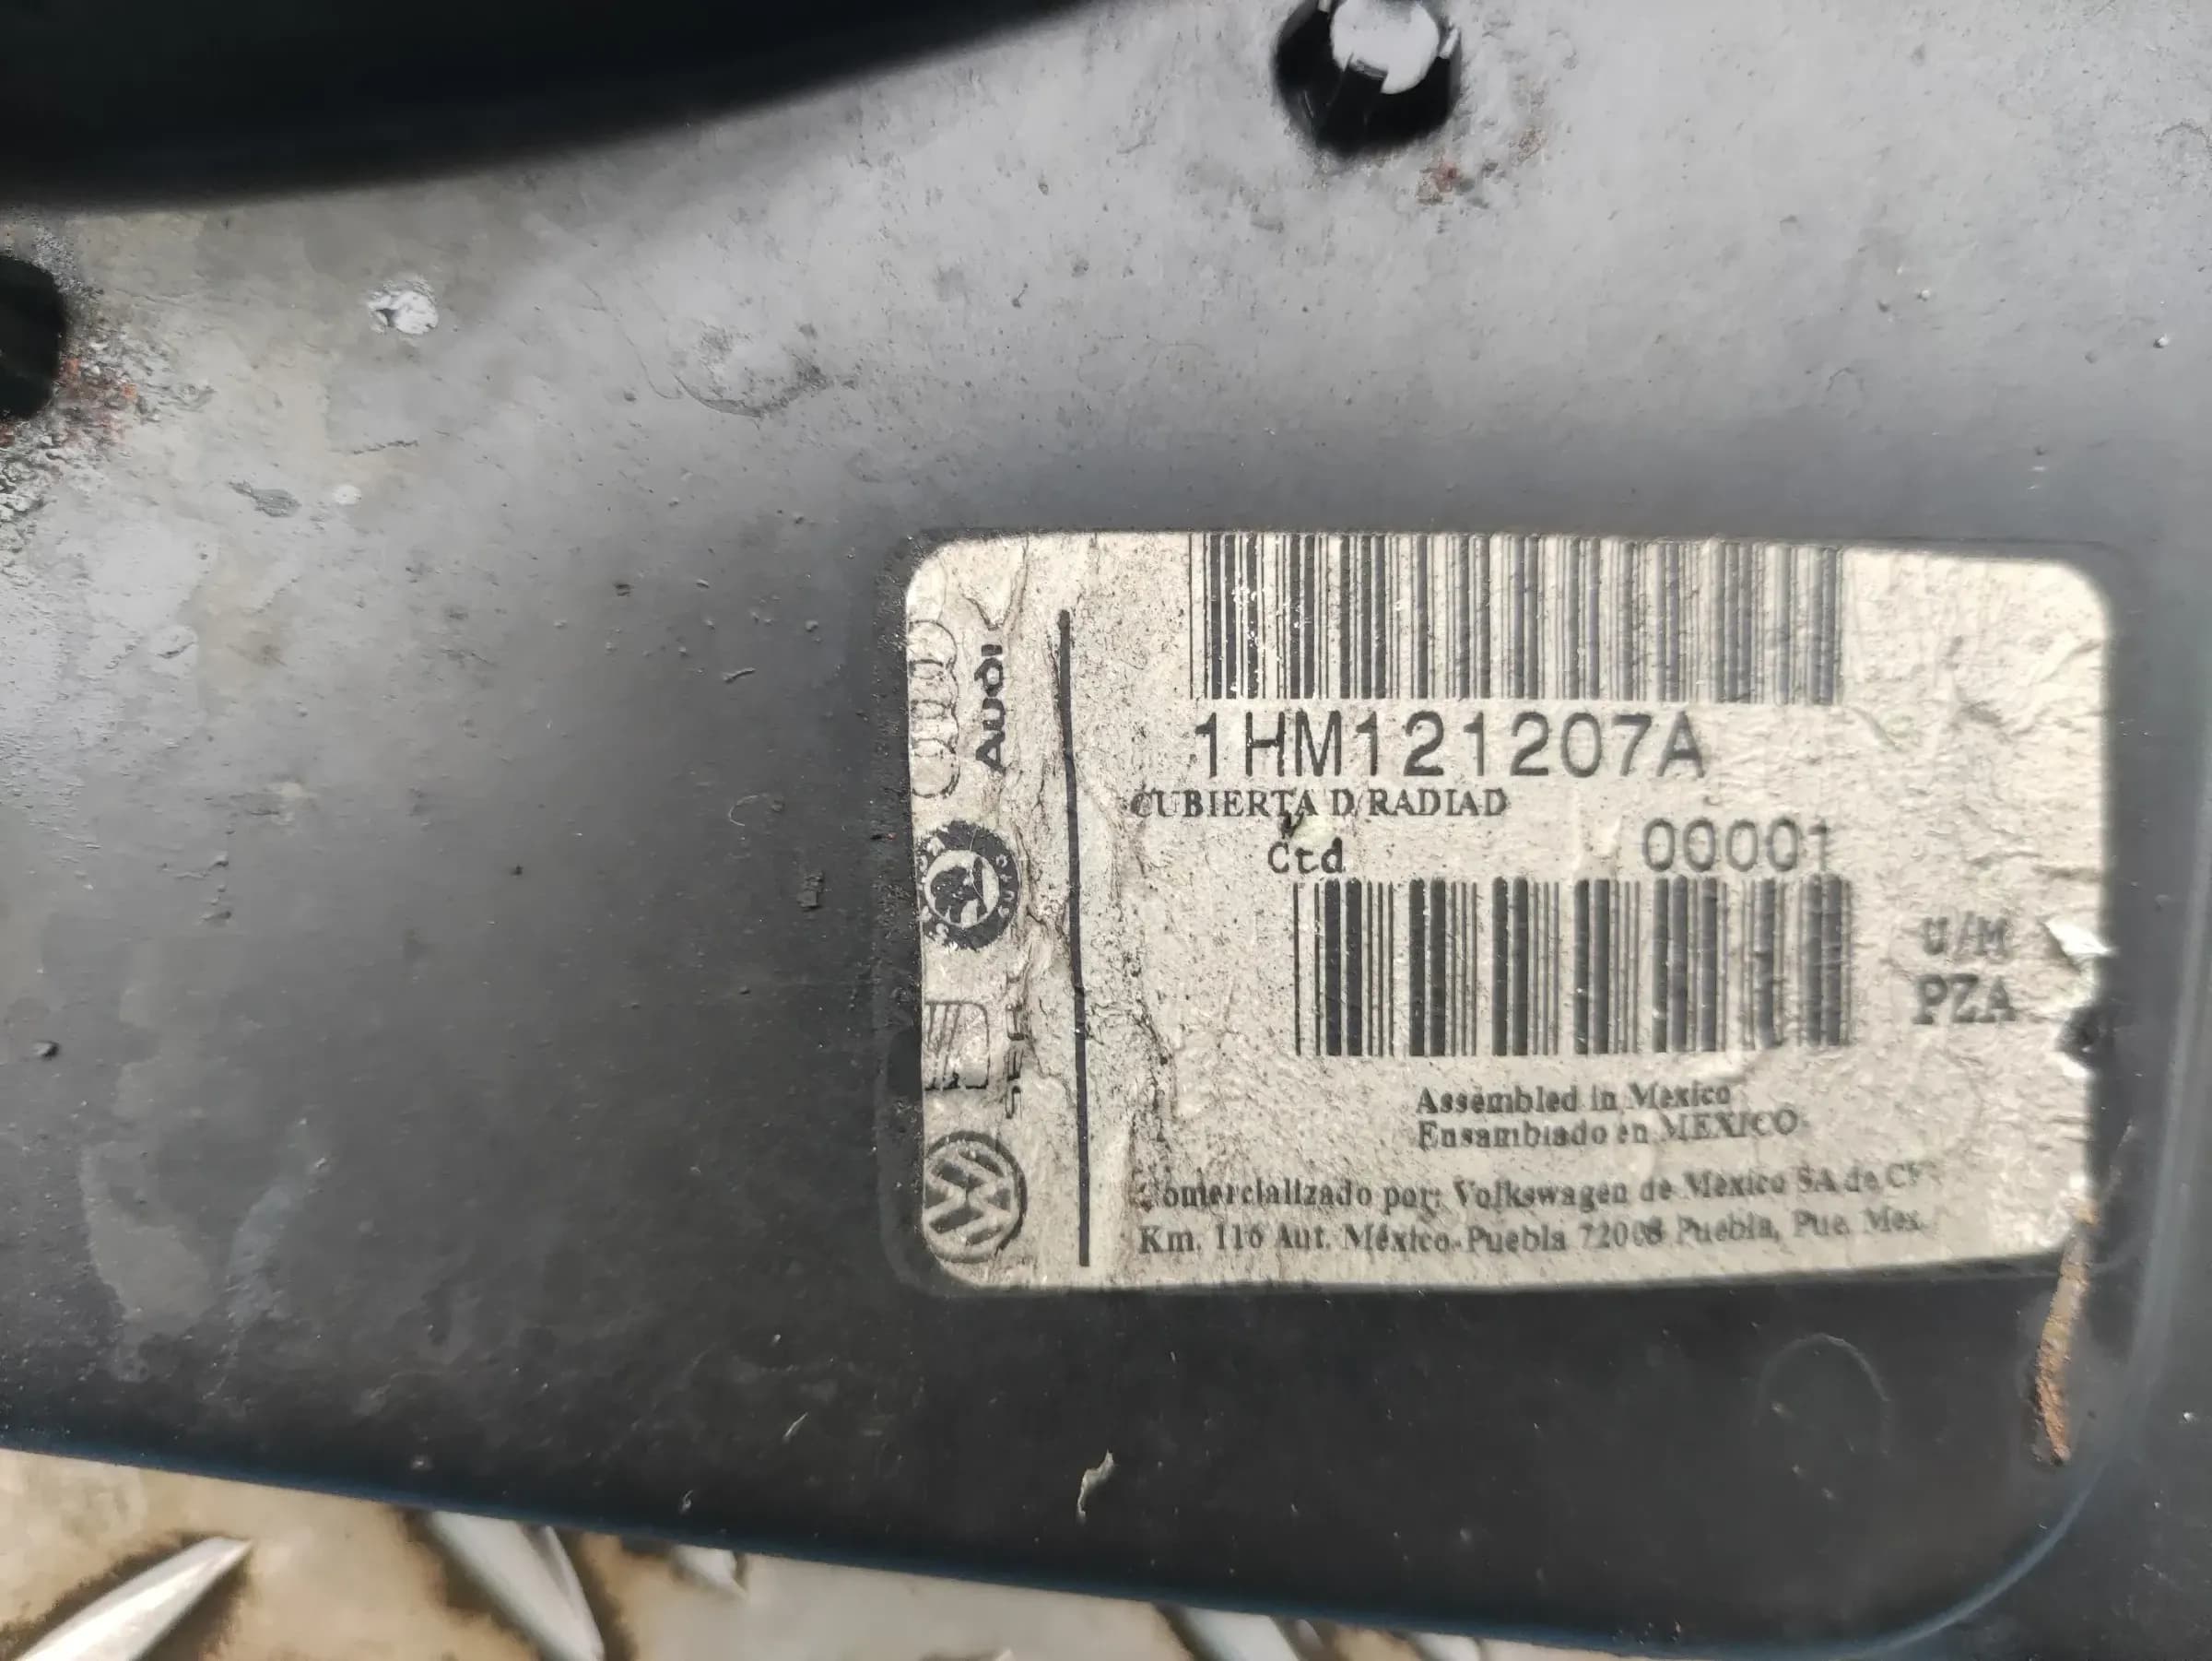 1HM121207A
CUBIERTA D/RADIAD
Ctd 00001
U/M
PZA
Assembled in Mexico
Ensamblado en MEXICO
Comercializado por: Volkswagen de Mexico SA de CV
Km. 116 Aut. México-Puebla 72008 Puebla, Pue. Mex.
Audi
SEAT